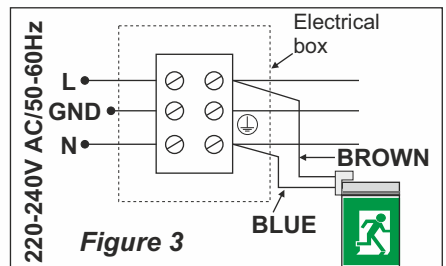 220-240V AC/50-60Hz
Electrical
box
L
GND
N
BROWN
BLUE
Figure 3